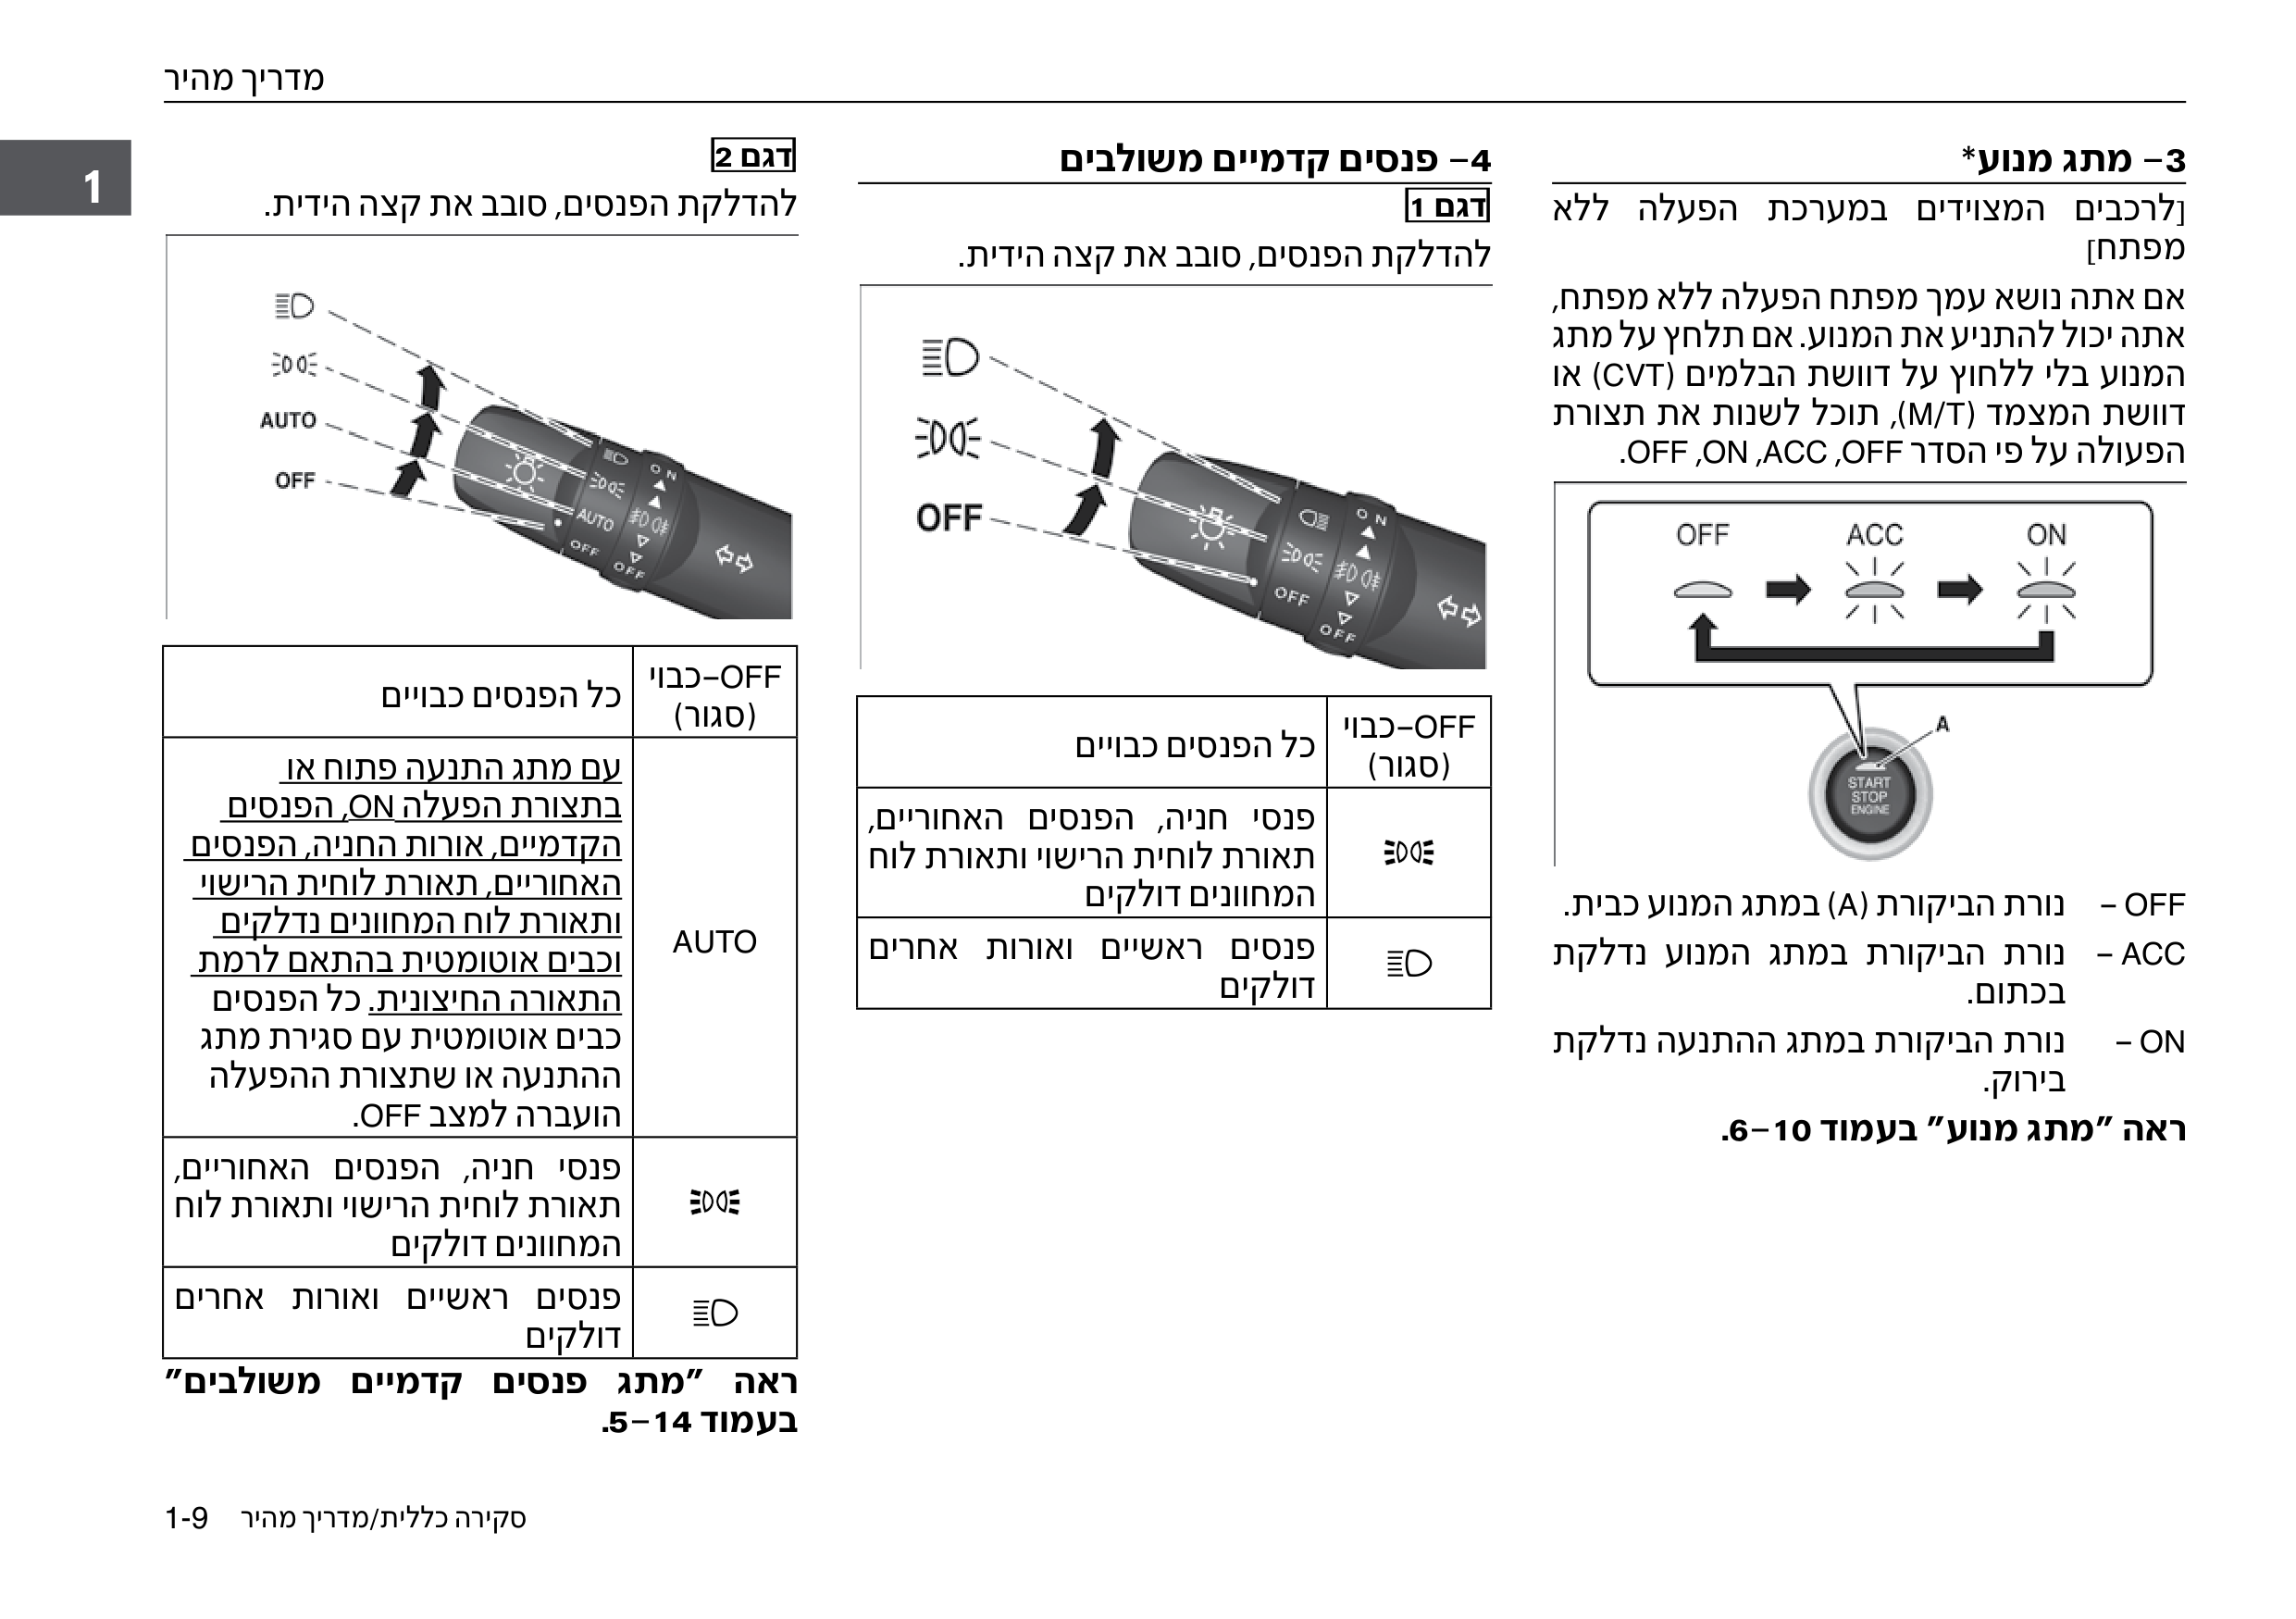 מדריך מהיר
1
3– מתג מנוע*
[לרכבים המצוידים במערכת הפעלה ללא
מפתח]
אם אתה נושא עמך מפתח הפעלה ללא מפתח,
אתה יכול להתניע את המנוע. אם תלחץ על מתג
המנוע בלי ללחוץ על דוושת הבלמים (CVT) או
דוושת המצמד (M/T), תוכל לשנות את תצורת
הפעולה על פי הסדר OFF, ACC, ON, OFF.
OFF ACC ON
A
START
STOP
ENGINE
OFF – נורת הביקורת (A) במתג המנוע כבית.
ACC – נורת הביקורת במתג המנוע נדלקת
בכתום.
ON – נורת הביקורת במתג ההתנעה נדלקת
בירוק.
ראה ״מתג מנוע״ בעמוד 6–10.
4– פנסים קדמיים משולבים
דגם 1
להדלקת הפנסים, סובב את קצה הידית.
OFF
ON
OFF
OFF
OFF–כבוי
(סגור)
כל הפנסים כבויים
פנסי חניה, הפנסים האחוריים,
תאורת לוחית הרישוי ותאורת לוח
המחוונים דולקים
פנסים ראשיים ואורות אחרים
דולקים
דגם 2
להדלקת הפנסים, סובב את קצה הידית.
AUTO
OFF
ON
AUTO
OFF
OFF
OFF–כבוי
(סגור)
כל הפנסים כבויים
AUTO
עם מתג התנעה פתוח או
בתצורת הפעלה ON, הפנסים
הקדמיים, אורות החניה, הפנסים
האחוריים, תאורת לוחית הרישוי
ותאורת לוח המחוונים נדלקים
וכבים אוטומטית בהתאם לרמת
התאורה החיצונית. כל הפנסים
כבים אוטומטית עם סגירת מתג
ההתנעה או שתצורת ההפעלה
הועברה למצב OFF.
פנסי חניה, הפנסים האחוריים,
תאורת לוחית הרישוי ותאורת לוח
המחוונים דולקים
פנסים ראשיים ואורות אחרים
דולקים
ראה ״מתג פנסים קדמיים משולבים״
בעמוד 5–14.
סקירה כללית/מדריך מהיר 1-9